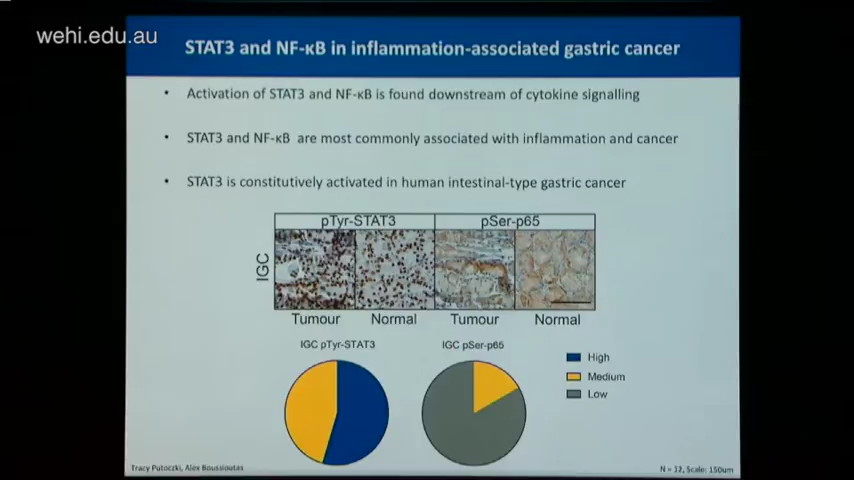 wehi.edu.au
STAT3 and NF-κB in inflammation-associated gastric cancer
• Activation of STAT3 and NF-κB is found downstream of cytokine signalling
• STAT3 and NF-κB are most commonly associated with inflammation and cancer
• STAT3 is constitutively activated in human intestinal-type gastric cancer
pTyr-STAT3 pSer-p65
IGC
Tumour Normal Tumour Normal
IGC pTyr-STAT3 IGC pSer-p65
High
Medium
Low
Tracy Putoczki, Alex Boussioutas
N = 12, Scale: 150um